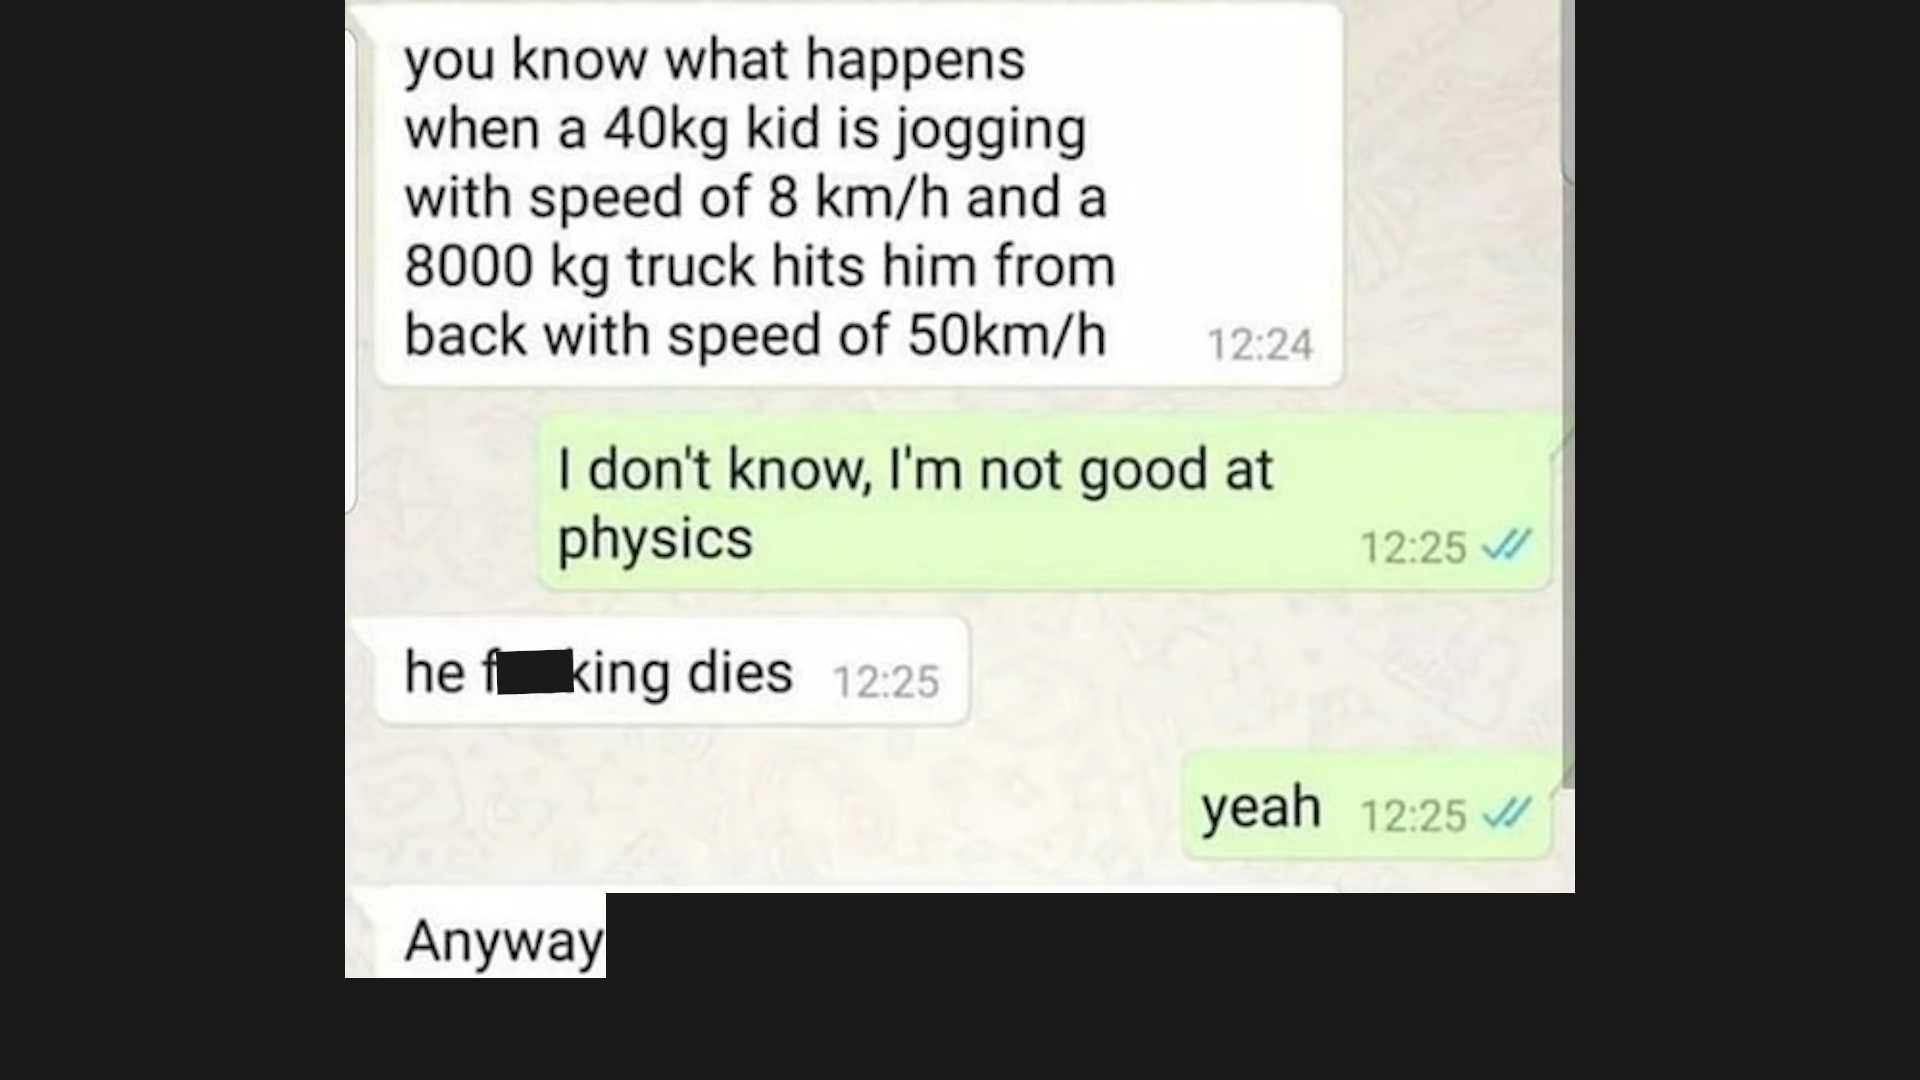 you know what happens
when a 40kg kid is jogging
with speed of 8 km/h and a
8000 kg truck hits him from
back with speed of 50km/h 12:24
I don't know, I'm not good at
physics 12:25
he f king dies 12:25
yeah 12:25
Anyway